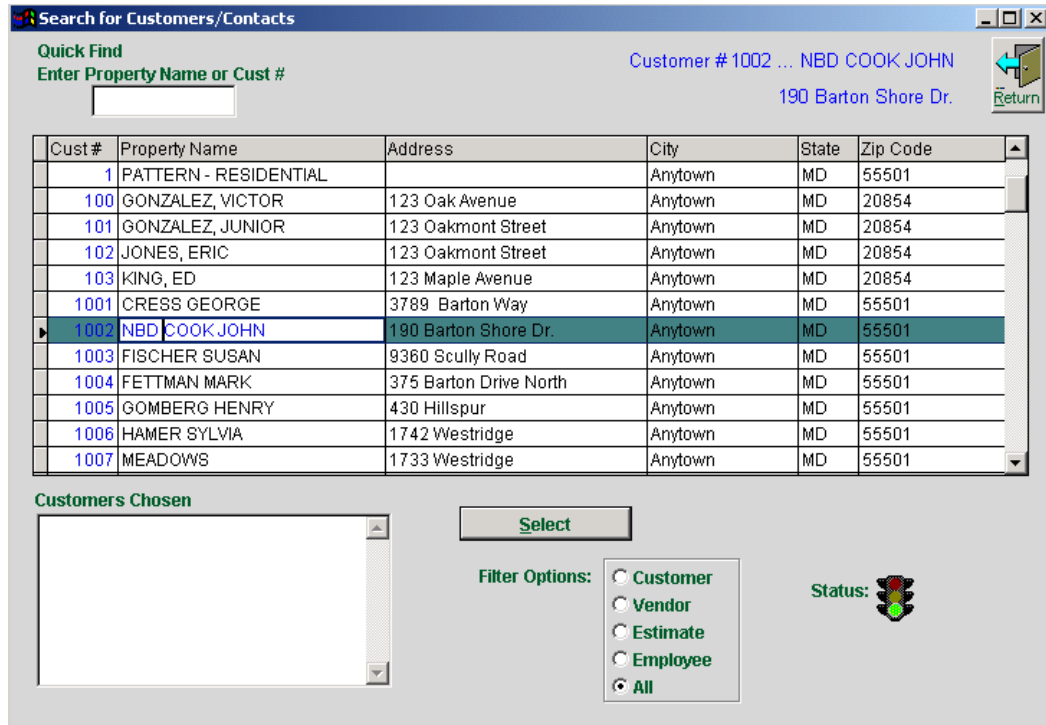 Search for Customers/Contacts
Quick Find
Enter Property Name or Cust #
Customer # 1002 ... NBD COOK JOHN
190 Barton Shore Dr.
Return
Cust # Property Name Address City State Zip Code
1 PATTERN - RESIDENTIAL Anytown MD 55501
100 GONZALEZ, VICTOR 123 Oak Avenue Anytown MD 20854
101 GONZALEZ, JUNIOR 123 Oakmont Street Anytown MD 20854
102 JONES, ERIC 123 Oakmont Street Anytown MD 20854
103 KING, ED 123 Maple Avenue Anytown MD 20854
1001 CRESS GEORGE 3789 Barton Way Anytown MD 55501
1002 NBD COOK JOHN 190 Barton Shore Dr. Anytown MD 55501
1003 FISCHER SUSAN 9360 Scully Road Anytown MD 55501
1004 FETTMAN MARK 375 Barton Drive North Anytown MD 55501
1005 GOMBERG HENRY 430 Hillspur Anytown MD 55501
1006 HAMER SYLVIA 1742 Westridge Anytown MD 55501
1007 MEADOWS 1733 Westridge Anytown MD 55501
Customers Chosen
Select
Filter Options:
Customer
Vendor
Estimate
Employee
All
Status: